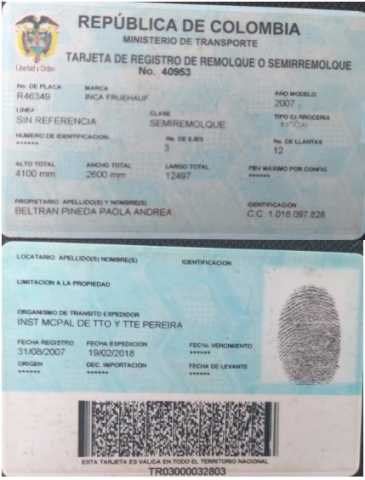 REPÚBLICA DE COLOMBIA
MINISTERIO DE TRANSPORTE
Libertad y Orden
TARJETA DE REGISTRO DE REMOLQUE O SEMIRREMOLQUE
No. 40953
No. DE PLACA MARCA AÑO MODELO
R46349 INCA FRUEHAUF 2007
LINEA CLASE TIPO CARROCERIA
SIN REFERENCIA SEMIREMOLQUE
NUMERO DE IDENTIFICACION No. DE EJES No. DE LLANTAS
****** 3 12
ALTO TOTAL ANCHO TOTAL LARGO TOTAL PBV MAXIMO POR CONFIG.
4100 mm 2600 mm 12497 ******
PROPIETARIO: APELLIDO(S) Y NOMBRE(S) IDENTIFICACION
BELTRAN PINEDA PAOLA ANDREA C.C. 1.018.097.828
LOCATARIO: APELLIDO(S) NOMBRE(S) IDENTIFICACION
LIMITACION A LA PROPIEDAD
ORGANISMO DE TRANSITO EXPEDIDOR
INST MCPAL DE TTO Y TTE PEREIRA
FECHA REGISTRO FECHA EXPEDICION FECHA VENCIMIENTO
31/08/2007 19/02/2018 ******
ORIGEN DEC. IMPORTACION FECHA DE LEVANTE
****** ****** ******
ESTA TARJETA ES VALICA EN TODO EL TERRITORIO NACIONAL
TR03000032803